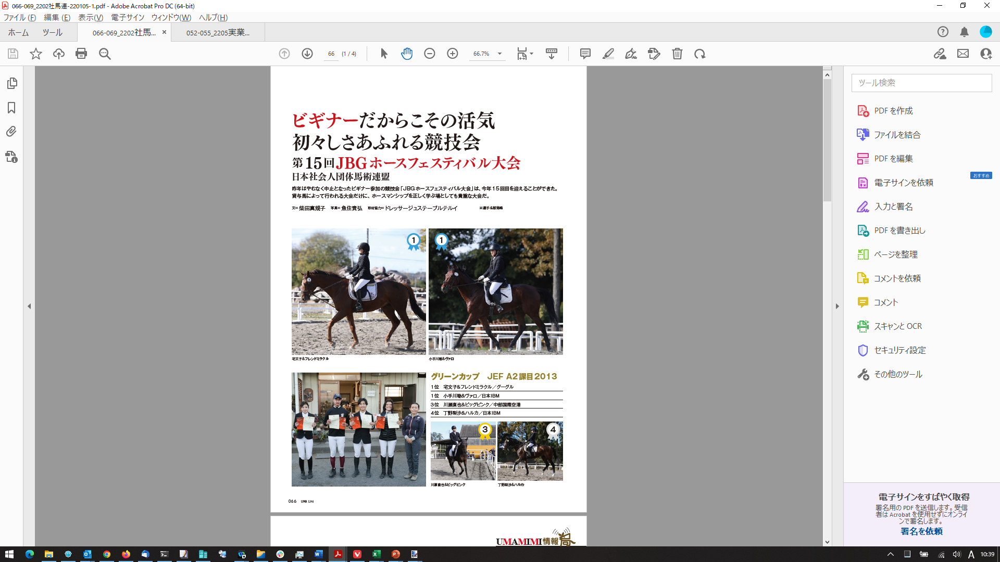 066-069_2202社馬連-220105-1.pdf - Adobe Acrobat Pro DC (64-bit)
ファイル (F) 編集 (E) 表示(V) 電子サイン ウィンドウ(W) ヘルプ(H)
ホーム ツール 066-069_2202社馬... × 052-055_2205実業...
66 (1 / 4) 66.7%
ツール検索
PDF を作成
ファイルを結合
PDF を編集
おすすめ
電子サインを依頼
入力と署名
PDF を書き出し
ページを整理
コメントを依頼
コメント
スキャンと OCR
セキュリティ設定
その他のツール
電子サインをすばやく取得
署名用の PDF を送信します。受信
者は Acrobat を使用せずにオンライ
ンで署名します。
署名を依頼
ビギナーだからこその活気
初々しさあふれる競技会
第15回JBGホースフェスティバル大会
日本社会人団体馬術連盟
昨年はやむなく中止となったビギナー参加の競技会「JBGホースフェスティバル大会」は、今年15回目を迎えることができた。
貸与馬によって行われる大会だけに、ホースマンシップを正しく学ぶ場としても貴重な大会だ。
文=柴田真規子 写真=魚住貴弘 取材協力=ドレッサージュステーブルテルイ ※選手名敬称略
1
1
宅文子&フレンドミラクル
小手川聡&ヴァロ
グリーンカップ JEF A2課目2013
1位 宅文子&フレンドミラクル/グーグル
1位 小手川聡&ヴァロ/日本IBM
3位 川瀬直也&ビッグピンク/中部国際空港
4位 丁野梨沙&ハルカ/日本IBM
3
4
川瀬直也&ビッグピンク
丁野梨沙&ハルカ
066 UMA Life
UMAMIMI情報局
A 10:39